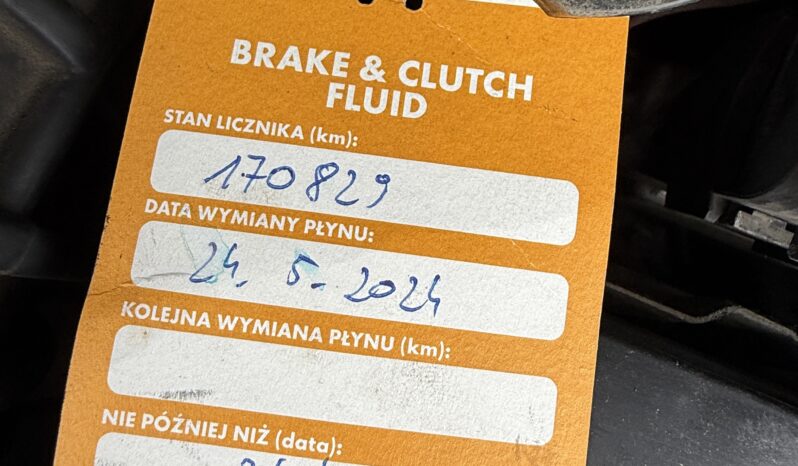 BRAKE & CLUTCH
FLUID
STAN LICZNIKA (km):
170829
DATA WYMIANY PŁYNU:
24. 5. 2024
KOLEJNA WYMIANA PŁYNU (km):
NIE PÓŹNIEJ NIŻ (data):